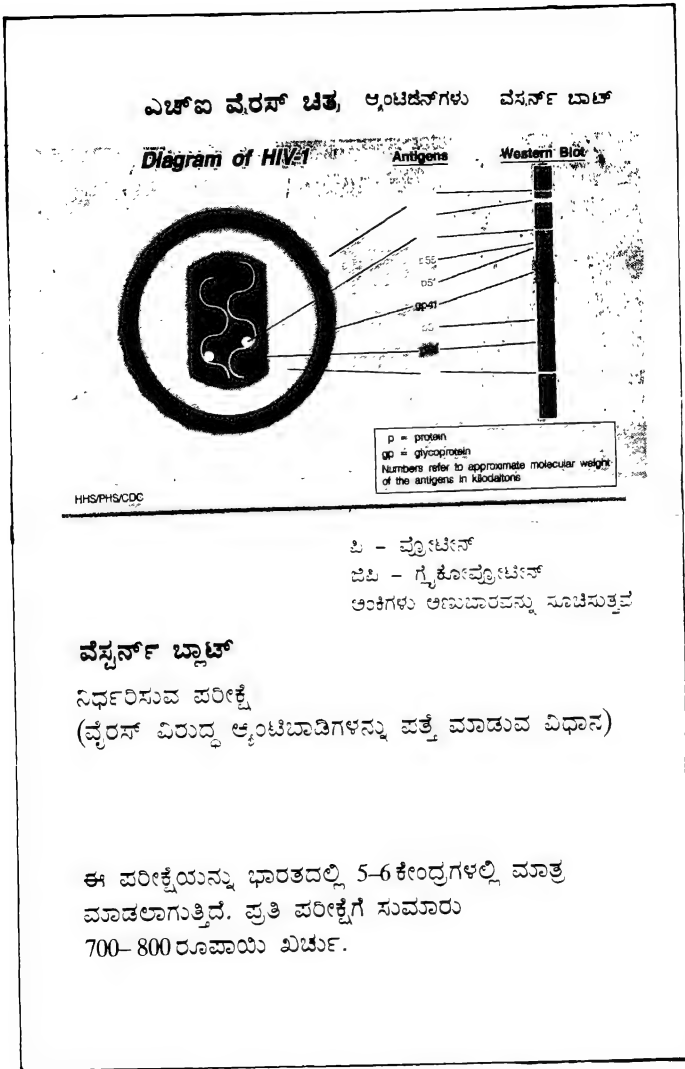 ಎಚ್ಐ ವೈರಸ್ ಚಿತ್ರ ಆ್ಯಂಟಿಜೆನ್‌ಗಳು ವೆಸ್ಟರ್ನ್ ಬಾಟ್
Diagram of HIV-1 Antigens Western Blot
p55
p51
gp41
p = protein
gp = glycoprotein
Numbers refer to approximate molecular weight
of the antigens in kilodaltons
HHS/PHS/CDC
ಪಿ – ಪ್ರೋಟೀನ್
ಜಿಪಿ – ಗ್ಲೈಕೋಪ್ರೋಟೀನ್
ಅಂಕಿಗಳು ಅಣುಬಾರವನ್ನು ಸೂಚಿಸುತ್ತವೆ
ವೆಸ್ಟರ್ನ್ ಬ್ಲಾಟ್
ನಿರ್ಧರಿಸುವ ಪರೀಕ್ಷೆ
(ವೈರಸ್ ವಿರುದ್ಧ ಆ್ಯಂಟಿಬಾಡಿಗಳನ್ನು ಪತ್ತೆ ಮಾಡುವ ವಿಧಾನ)
ಈ ಪರೀಕ್ಷೆಯನ್ನು ಭಾರತದಲ್ಲಿ 5–6 ಕೇಂದ್ರಗಳಲ್ಲಿ ಮಾತ್ರ
ಮಾಡಲಾಗುತ್ತಿದೆ. ಪ್ರತಿ ಪರೀಕ್ಷೆಗೆ ಸುಮಾರು
700–800 ರೂಪಾಯಿ ಖರ್ಚು.